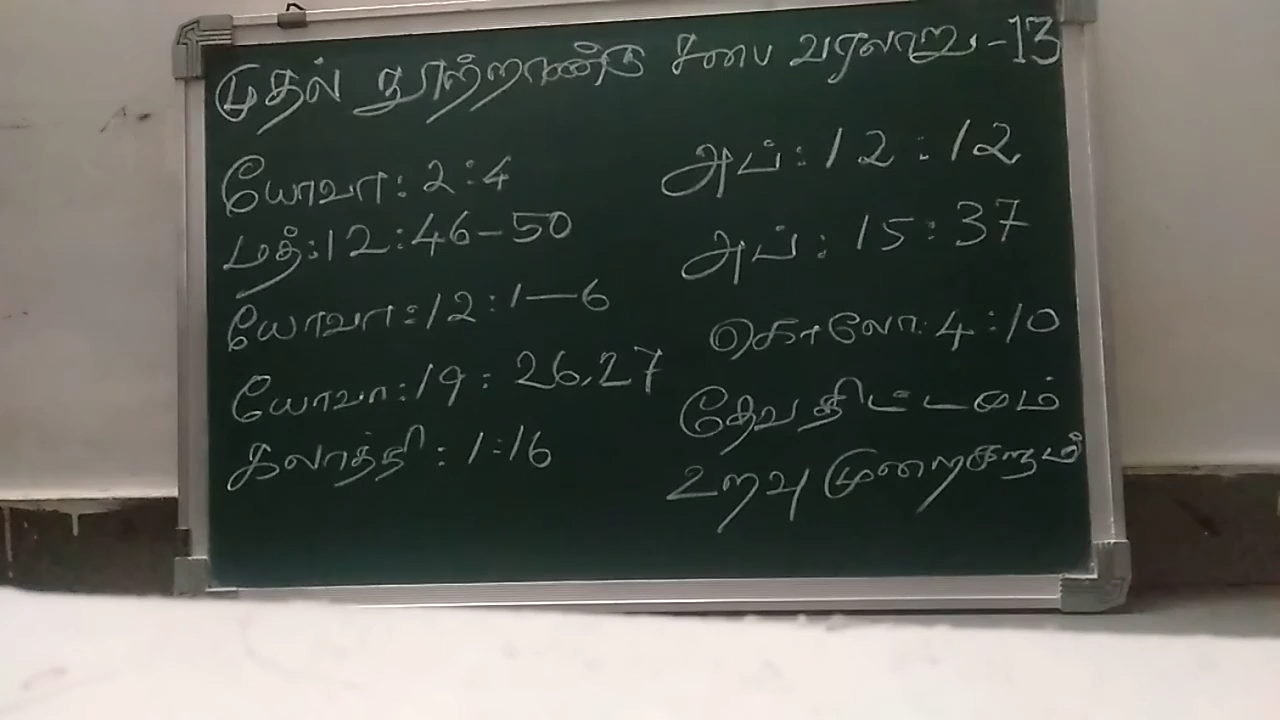 முதல் நூற்றாண்டு சபை வரலாறு -13
யோவா: 2:4
மத்: 12:46-50
யோவா: 12:1-6
யோவா: 19: 26,27
கலாத்தி: 1:16
அப்: 12:12
அப்: 15:37
கொலோ: 4:10
தேவதிட்டமும்
உறவுமுறைகளும்